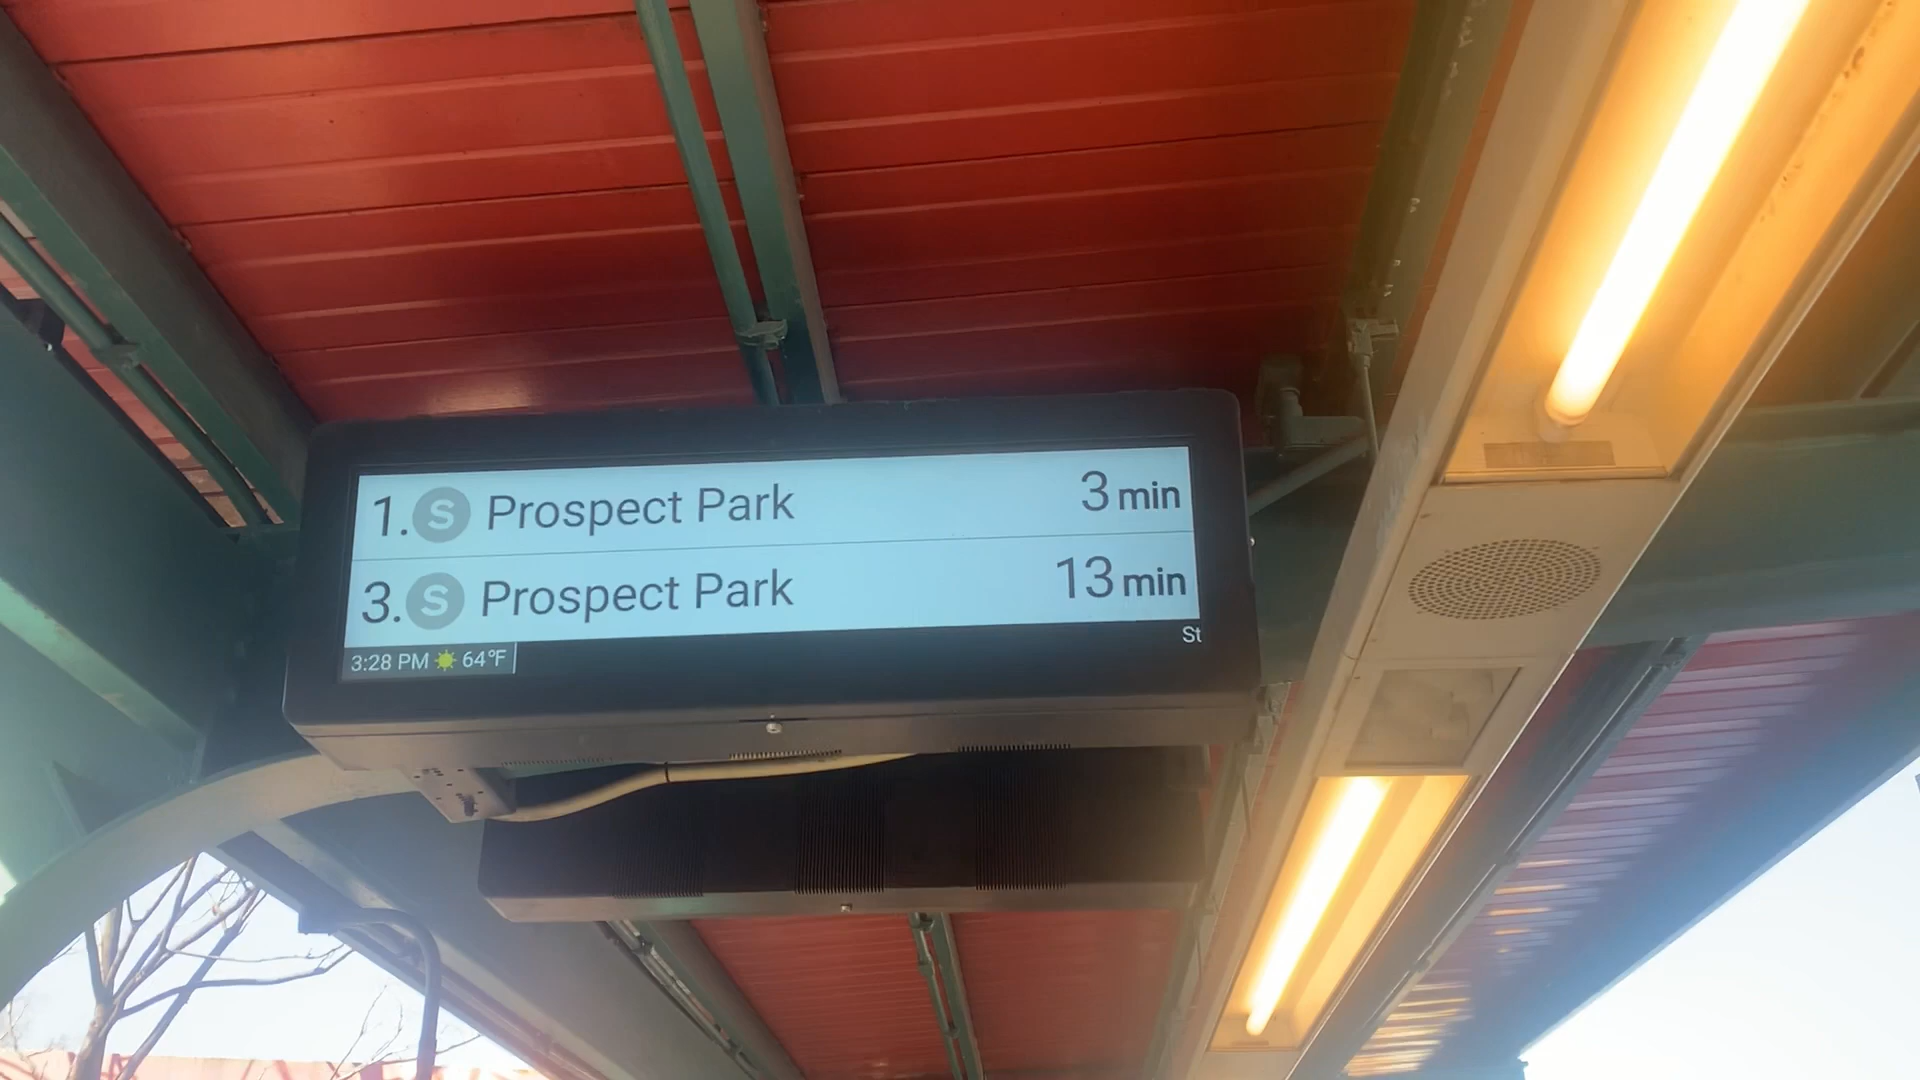 1. S Prospect Park 3 min
3. S Prospect Park 13 min
St
3:28 PM 64°F